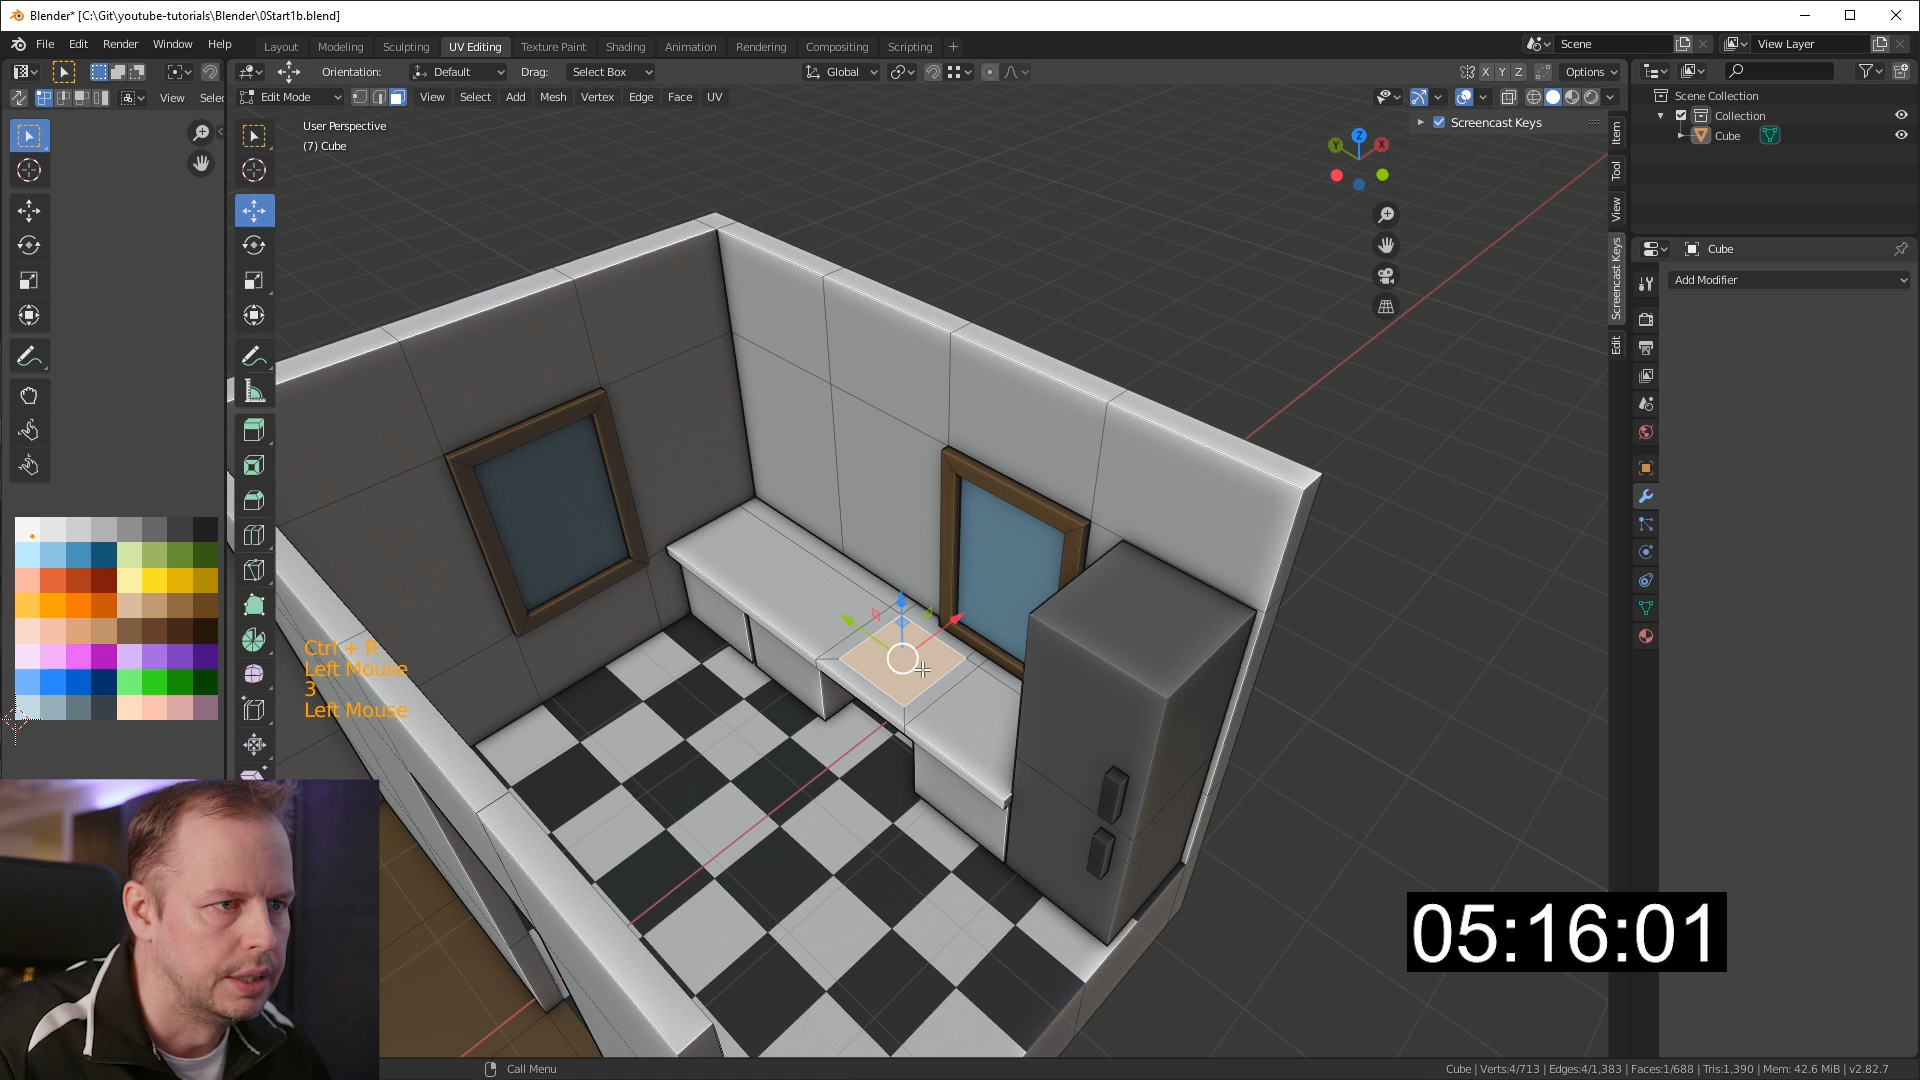 Blender* [C:\Git\youtube-tutorials\Blender\0Start1b.blend]
File Edit Render Window Help Layout Modeling Sculpting UV Editing Texture Paint Shading Animation Rendering Compositing Scripting + Scene View Layer
Orientation: Default Drag: Select Box Global X Y Z Options
View Selec Edit Mode View Select Add Mesh Vertex Edge Face UV
Scene Collection
Collection
Cube
User Perspective
(7) Cube
Screencast Keys
Z
Y
X
Item
Tool
View
Screencast Keys
Edit
Cube
Add Modifier
Ctrl + R
Left Mouse
3
Left Mouse
05:16:01
Call Menu
Cube | Verts:4/713 | Edges:4/1,383 | Faces:1/688 | Tris:1,390 | Mem: 42.6 MiB | v2.82.7